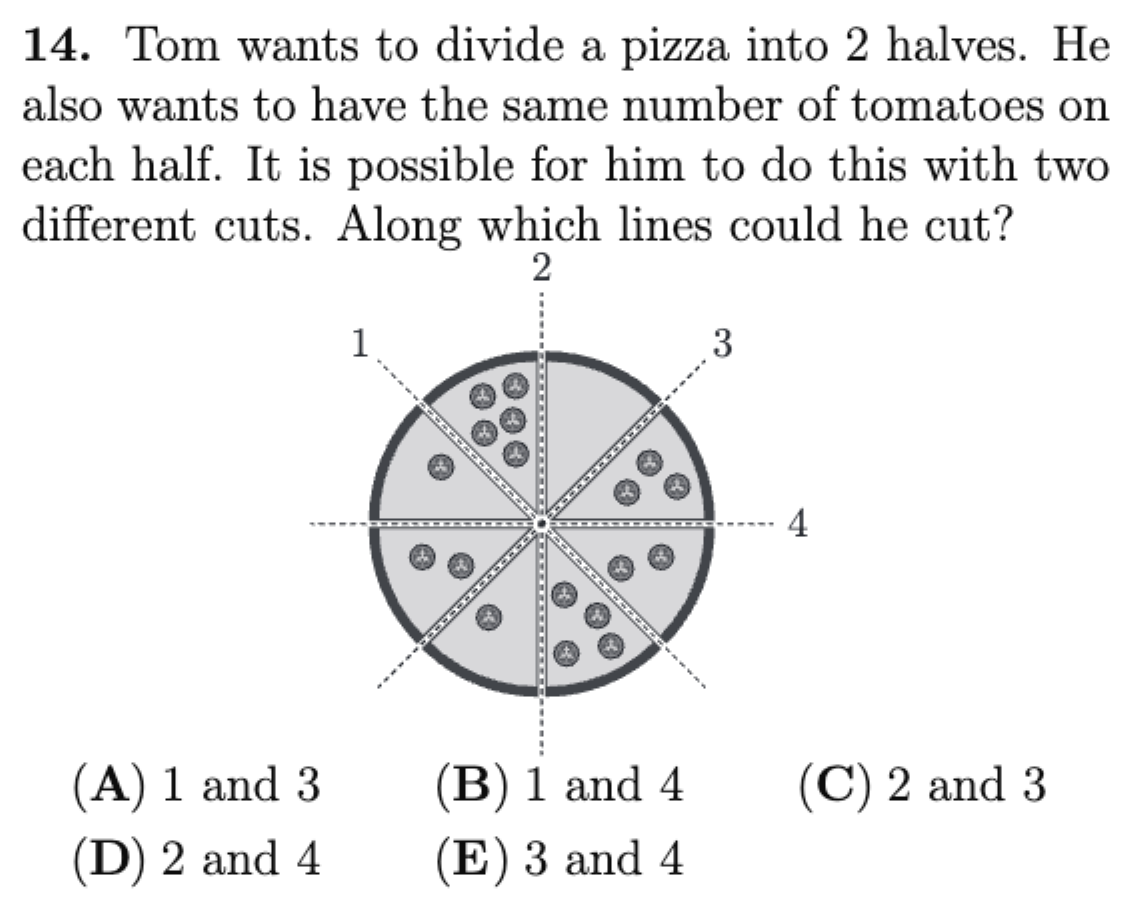 14. Tom wants to divide a pizza into 2 halves. He
also wants to have the same number of tomatoes on
each half. It is possible for him to do this with two
different cuts. Along which lines could he cut?
2
1
3
4
(A) 1 and 3 (B) 1 and 4 (C) 2 and 3
(D) 2 and 4 (E) 3 and 4